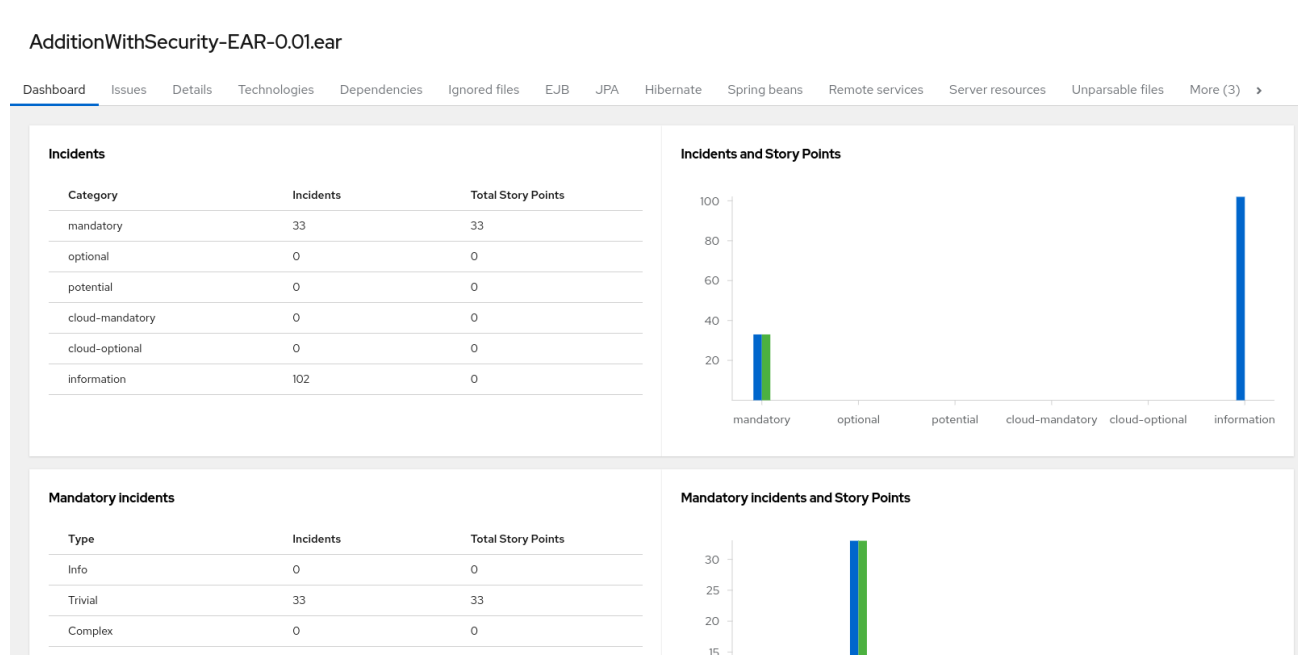 AdditionWithSecurity-EAR-0.01.ear
Dashboard Issues Details Technologies Dependencies Ignored files EJB JPA Hibernate Spring beans Remote services Server resources Unparsable files More (3)
Incidents
Category Incidents Total Story Points
mandatory 33 33
optional 0 0
potential 0 0
cloud-mandatory 0 0
cloud-optional 0 0
information 102 0
Incidents and Story Points
100
80
60
40
20
mandatory optional potential cloud-mandatory cloud-optional information
Mandatory incidents
Type Incidents Total Story Points
Info 0 0
Trivial 33 33
Complex 0 0
Mandatory incidents and Story Points
30
25
20
15